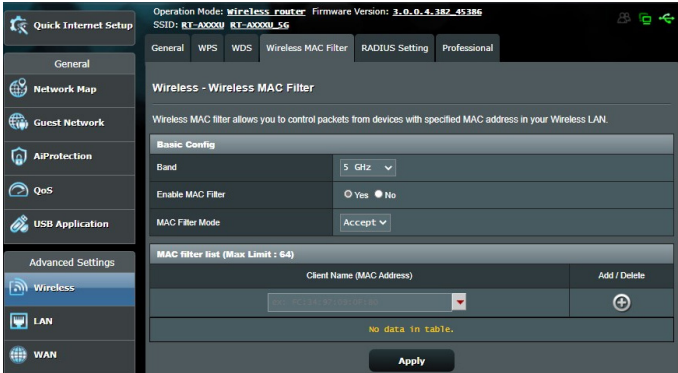 Quick Internet Setup
General
Network Map
Guest Network
AiProtection
QoS
USB Application
Advanced Settings
Wireless
LAN
WAN
Operation Mode: Wireless router Firmware Version: 3.0.0.4.382_45386
SSID: RT-AXXXU RT-AXXXU_5G
General WPS WDS Wireless MAC Filter RADIUS Setting Professional
Wireless - Wireless MAC Filter
Wireless MAC filter allows you to control packets from devices with specified MAC address in your Wireless LAN.
Basic Config
Band 5 GHz
Enable MAC Filter Yes No
MAC Filter Mode Accept
MAC filter list (Max Limit : 64)
Client Name (MAC Address) Add / Delete
No data in table.
Apply